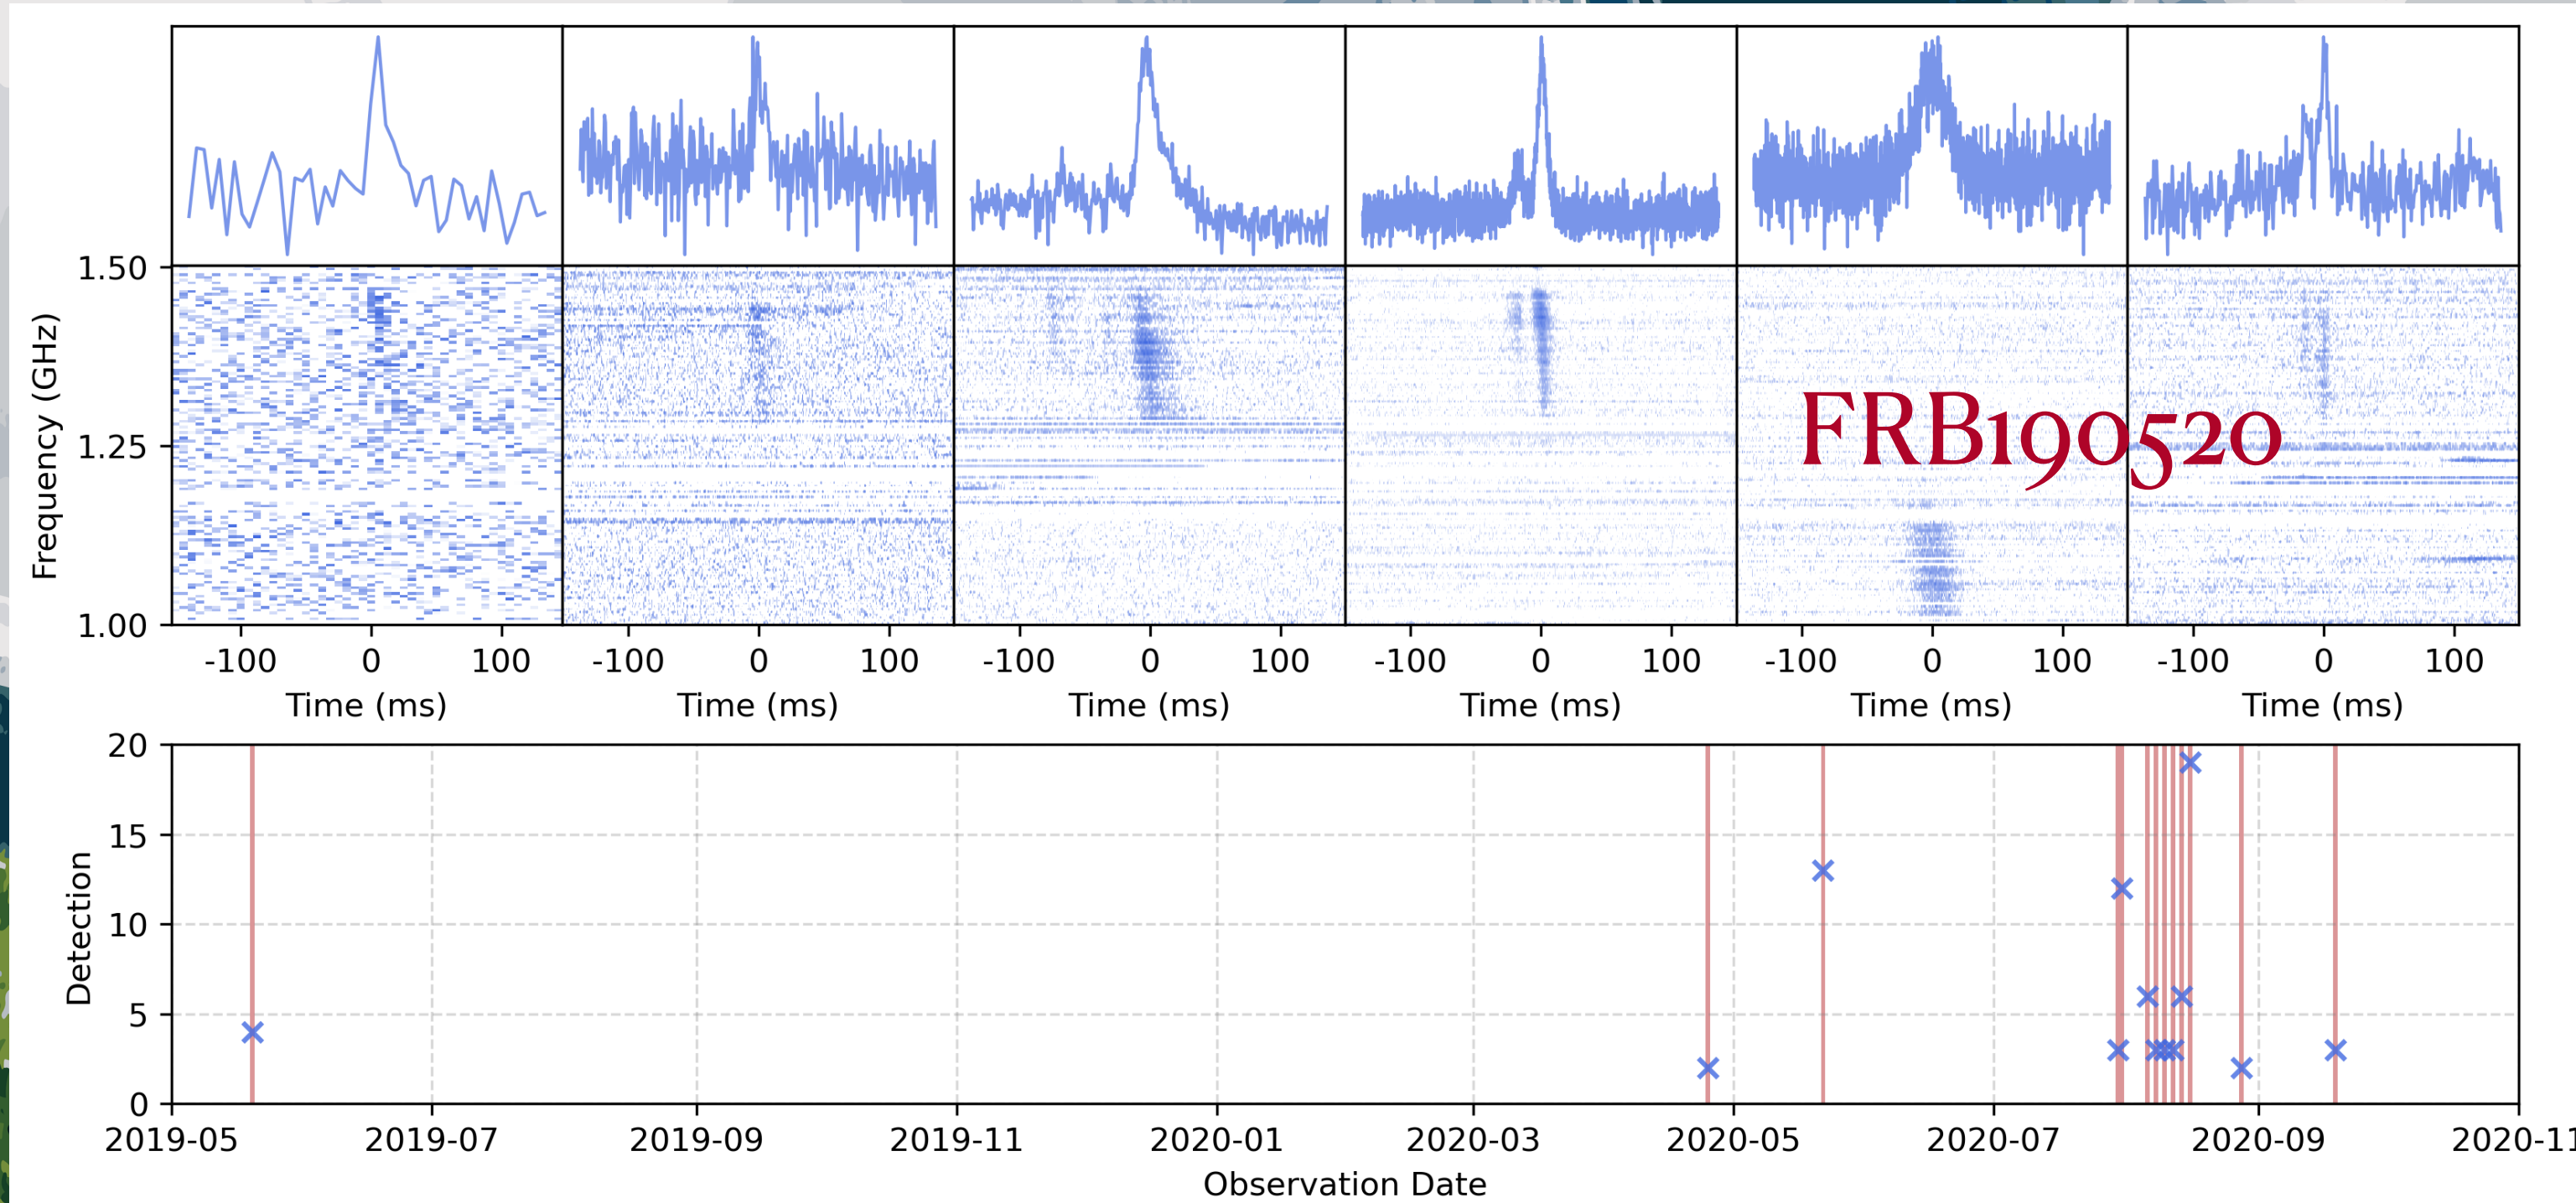 1.50
1.25
1.00
Frequency (GHz)
FRB190520
-100 0 100 -100 0 100 -100 0 100 -100 0 100 -100 0 100 -100 0 100
Time (ms) Time (ms) Time (ms) Time (ms) Time (ms) Time (ms)
20
15
10
5
0
Detection
2019-05 2019-07 2019-09 2019-11 2020-01 2020-03 2020-05 2020-07 2020-09 2020-11
Observation Date